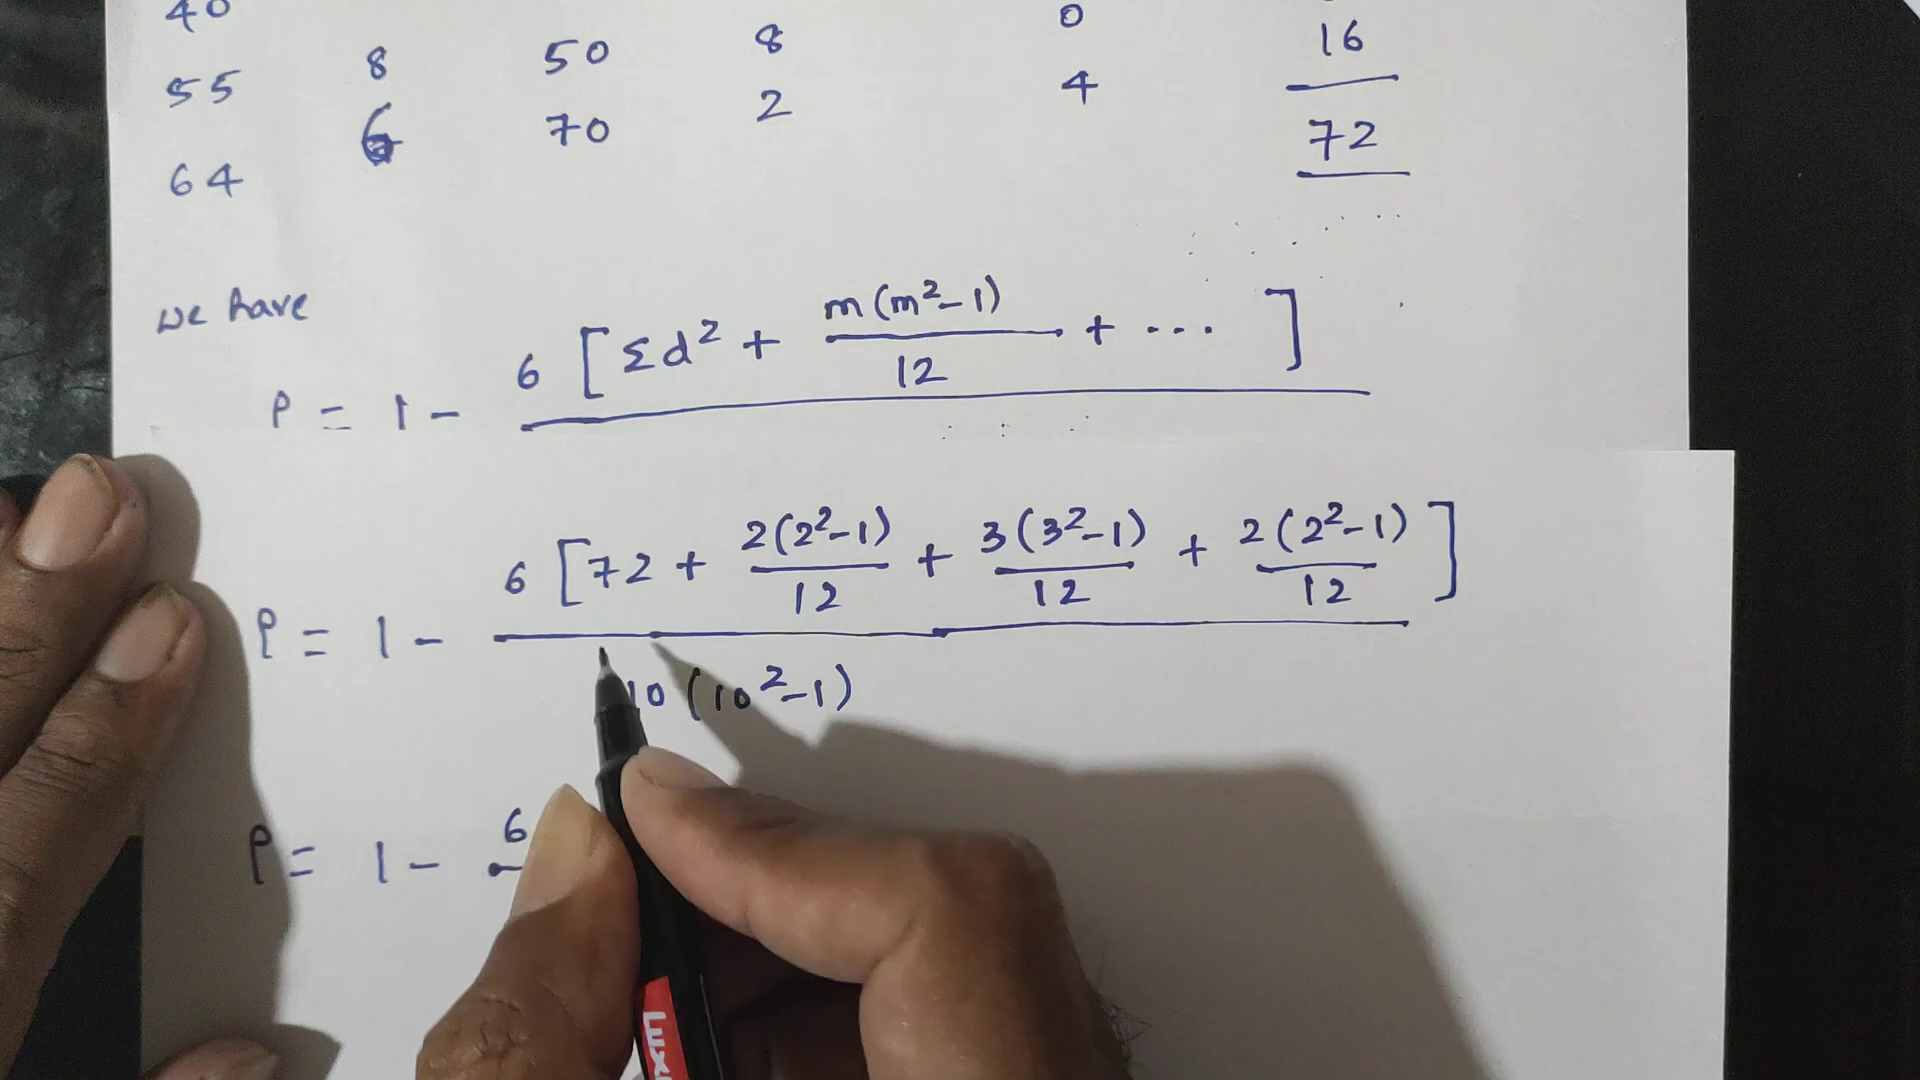 40 0
55 8 50 8 4 16
64 6 70 2 72
we have
ρ = 1 - 6 [ Σd² + m(m²-1)/12 + ... ]
ρ = 1 - 6 [ 72 + 2(2²-1)/12 + 3(3²-1)/12 + 2(2²-1)/12 ] / 10(10²-1)
ρ = 1 - 6
LEX